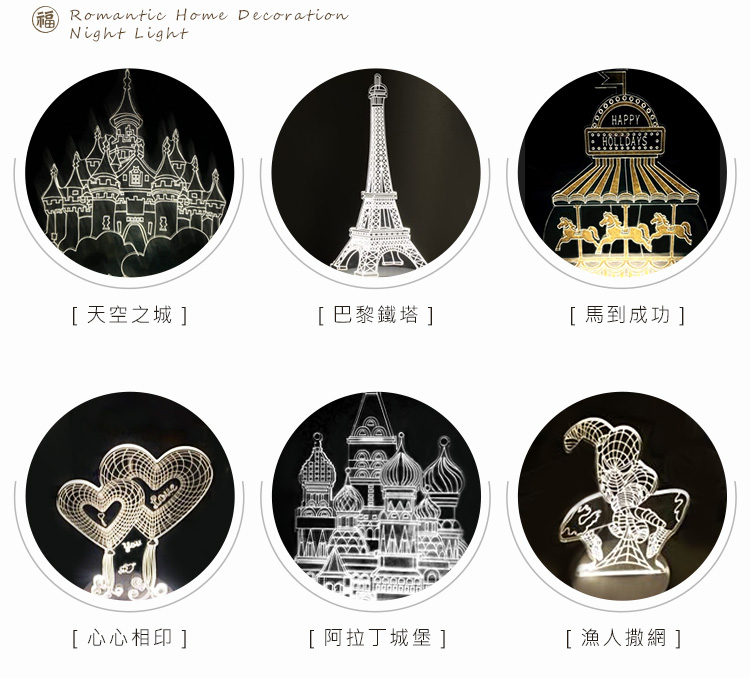 福 Romantic Home Decoration
Night Light
HAPPY
HOLLDAYS
[ 天空之城 ]
[ 巴黎鐵塔 ]
[ 馬到成功 ]
Love
You
[ 心心相印 ]
[ 阿拉丁城堡 ]
[ 漁人撒網 ]